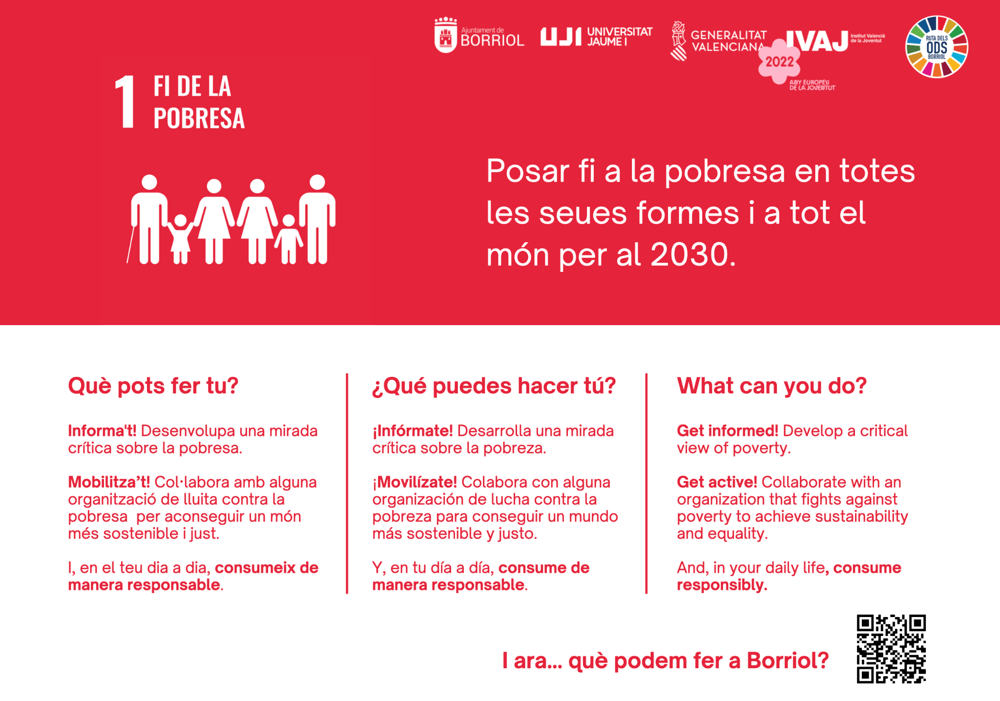 Ajuntament de
BORRIOL
UJI UNIVERSITAT
JAUME I
GENERALITAT
VALENCIANA
IVAJ Institut Valencià
de la Joventut
2022
ANY EUROPEU
DE LA JOVENTUT
RUTA DELS
ODS
BORRIOL
1 FI DE LA
POBRESA
Posar fi a la pobresa en totes
les seues formes i a tot el
món per al 2030.
Què pots fer tu?
Informa't! Desenvolupa una mirada
crítica sobre la pobresa.
Mobilitza’t! Col·labora amb alguna
organització de lluita contra la
pobresa  per aconseguir un món
més sostenible i just.
I, en el teu dia a dia, consumeix de
manera responsable.
¿Qué puedes hacer tú?
¡Infórmate! Desarrolla una mirada
crítica sobre la pobreza.
¡Movilízate! Colabora con alguna
organización de lucha contra la
pobreza para conseguir un mundo
más sostenible y justo.
Y, en tu día a día, consume de
manera responsable.
What can you do?
Get informed! Develop a critical
view of poverty.
Get active! Collaborate with an
organization that fights against
poverty to achieve sustainability
and equality.
And, in your daily life, consume
responsibly.
I ara... què podem fer a Borriol?